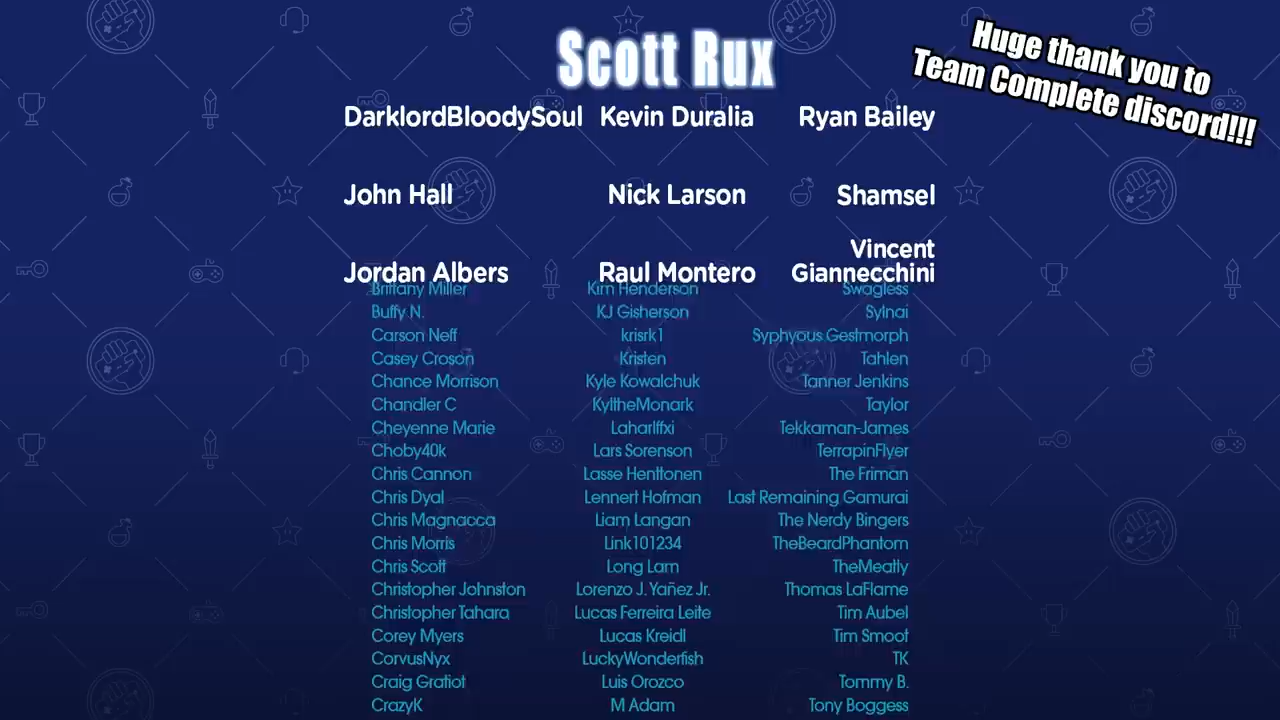 Scott Rux
Huge thank you to
Team Complete discord!!!
DarklordBloodySoul Kevin Duralia Ryan Bailey
John Hall Nick Larson Shamsel
Jordan Albers Raul Montero Vincent
Giannecchini
Brittany Miller Kim Henderson Swagless
Buffy N. KJ Gisherson Sylnai
Carson Neff krisrk1 Syphyous Gestmorph
Casey Croson Kristen Tahlen
Chance Morrison Kyle Kowalchuk Tanner Jenkins
Chandler C KyltheMonark Taylor
Cheyenne Marie Laharlffxi Tekkaman-James
Choby40k Lars Sorenson TerrapinFlyer
Chris Cannon Lasse Henttonen The Friman
Chris Dyal Lennert Hofman Last Remaining Gamurai
Chris Magnacca Liam Langan The Nerdy Bingers
Chris Morris Link101234 TheBeardPhantom
Chris Scott Long Lam TheMeatly
Christopher Johnston Lorenzo J. Yañez Jr. Thomas LaFlame
Christopher Tahara Lucas Ferreira Leite Tim Aubel
Corey Myers Lucas Kreidl Tim Smoot
CorvusNyx LuckyWonderfish TK
Craig Gratiot Luis Orozco Tommy B.
CrazyK M Adam Tony Boggess